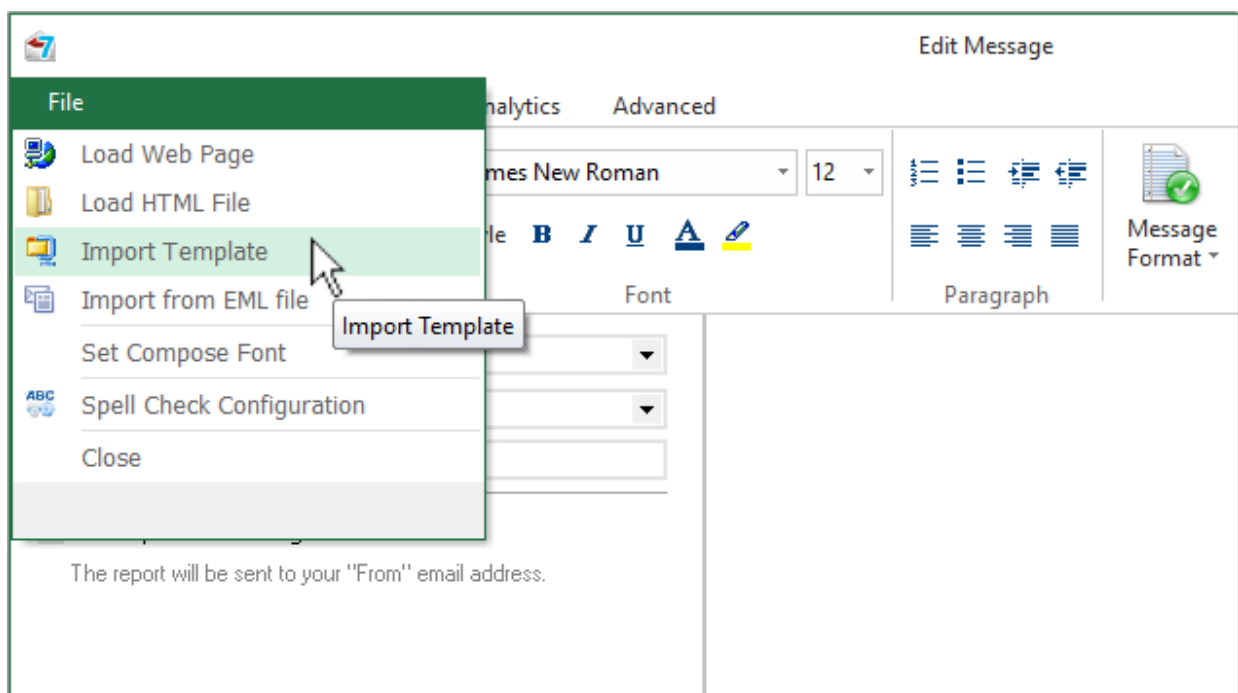 Edit Message
File
nalytics Advanced
Load Web Page
Load HTML File
Import Template
Import from EML file
Import Template
Set Compose Font
ABC
Spell Check Configuration
Close
mes New Roman 12
le B I U A
Font
Paragraph
Message
Format
The report will be sent to your "From" email address.